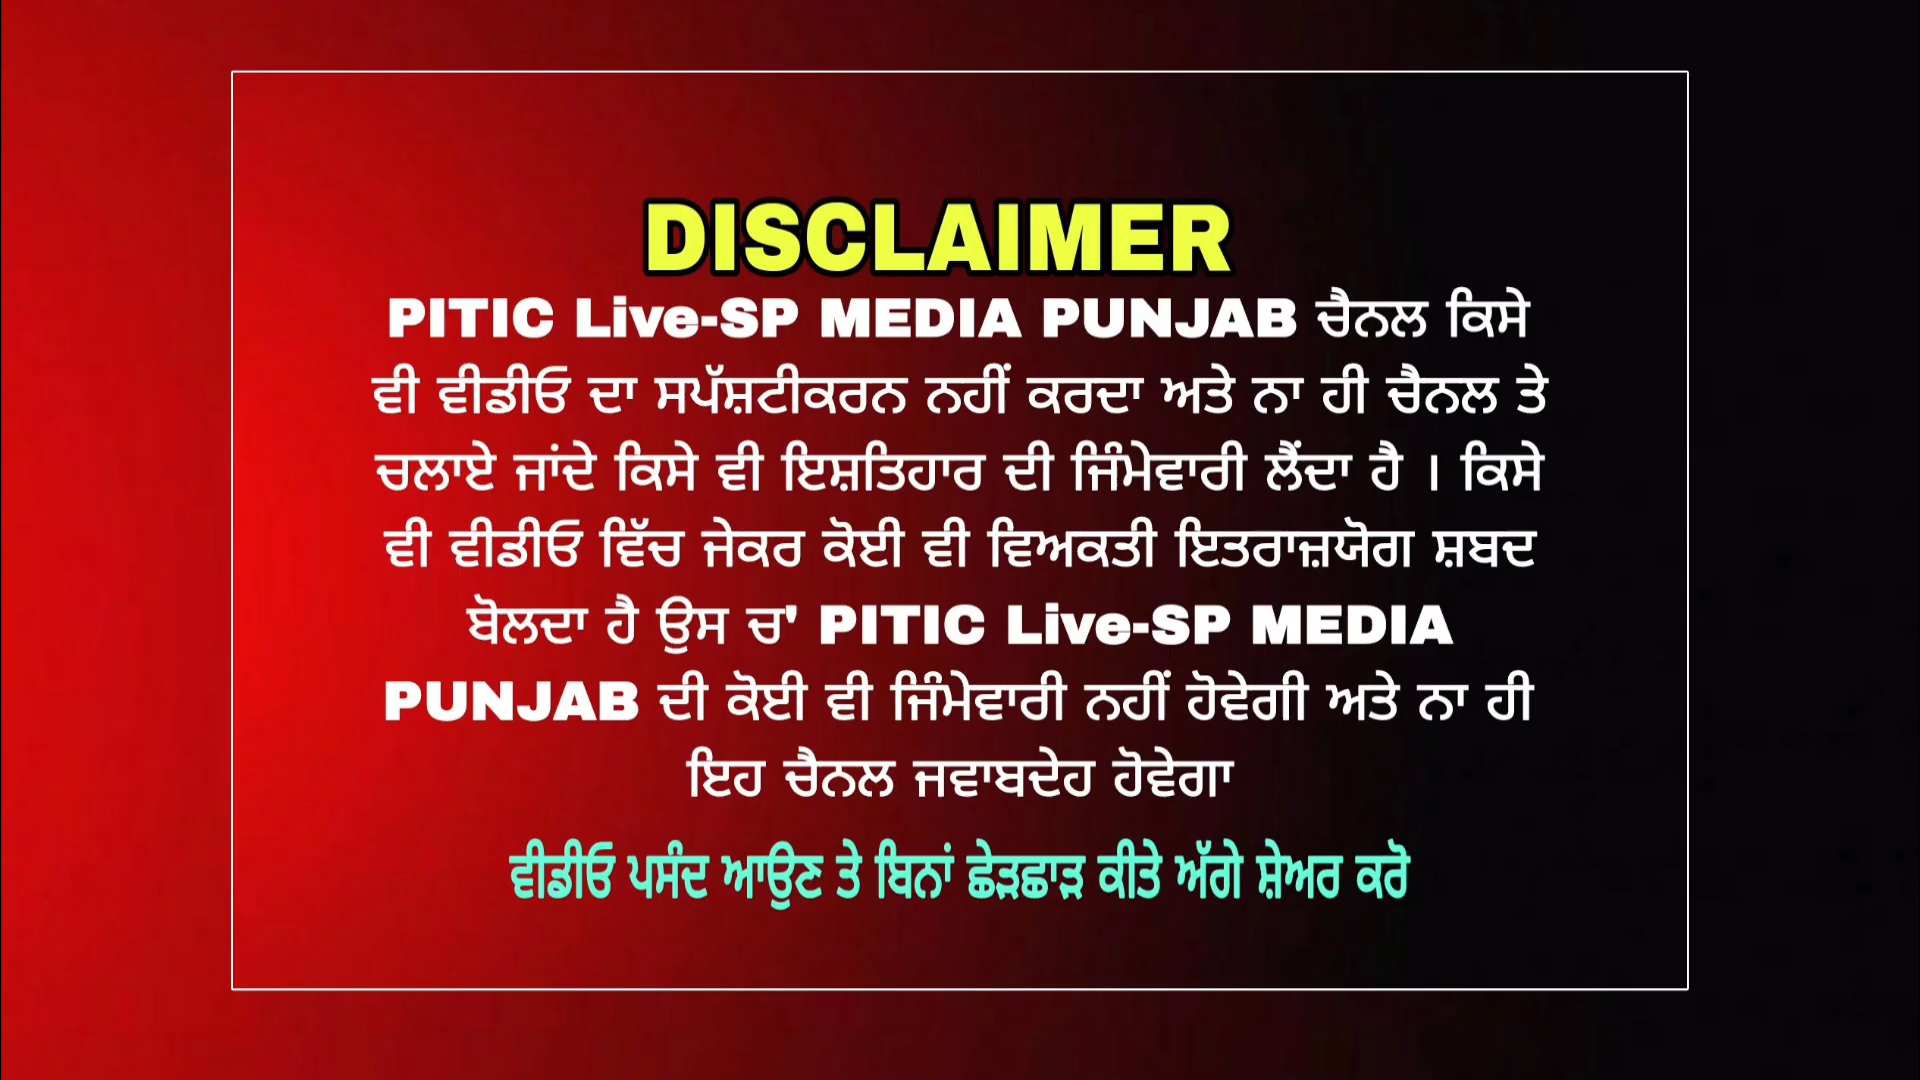 DISCLAIMER
PITIC Live-SP MEDIA PUNJAB ਚੈਨਲ ਕਿਸੇ
ਵੀ ਵੀਡੀਓ ਦਾ ਸਪੱਸ਼ਟੀਕਰਨ ਨਹੀਂ ਕਰਦਾ ਅਤੇ ਨਾ ਹੀ ਚੈਨਲ ਤੇ
ਚਲਾਏ ਜਾਂਦੇ ਕਿਸੇ ਵੀ ਇਸ਼ਤਿਹਾਰ ਦੀ ਜਿੰਮੇਵਾਰੀ ਲੈਂਦਾ ਹੈ । ਕਿਸੇ
ਵੀ ਵੀਡੀਓ ਵਿੱਚ ਜੇਕਰ ਕੋਈ ਵੀ ਵਿਅਕਤੀ ਇਤਰਾਜ਼ਯੋਗ ਸ਼ਬਦ
ਬੋਲਦਾ ਹੈ ਉਸ ਚ' PITIC Live-SP MEDIA
PUNJAB ਦੀ ਕੋਈ ਵੀ ਜਿੰਮੇਵਾਰੀ ਨਹੀਂ ਹੋਵੇਗੀ ਅਤੇ ਨਾ ਹੀ
ਇਹ ਚੈਨਲ ਜਵਾਬਦੇਹ ਹੋਵੇਗਾ
ਵੀਡੀਓ ਪਸੰਦ ਆਉਣ ਤੇ ਬਿਨਾਂ ਛੇੜਛਾੜ ਕੀਤੇ ਅੱਗੇ ਸ਼ੇਅਰ ਕਰੋ